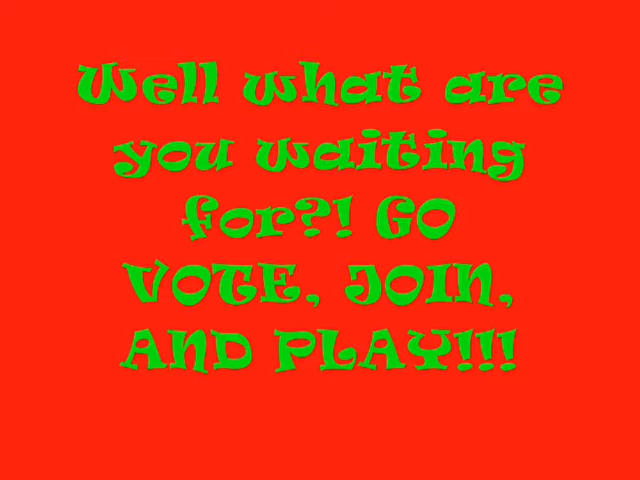 Well what are
you waiting
for?! GO
VOTE, JOIN,
AND PLAY!!!